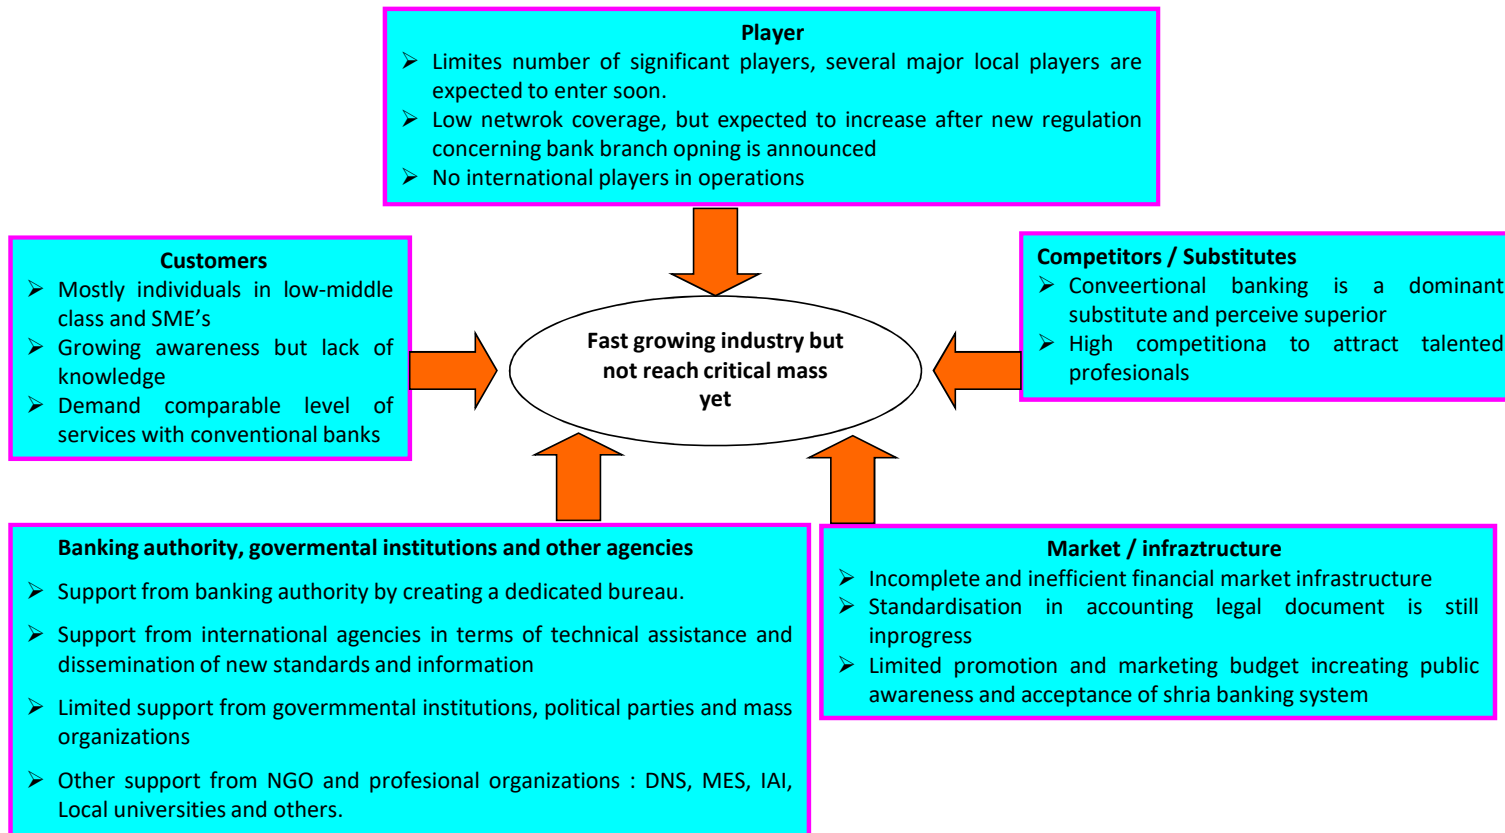 Player
➢ Limites number of significant players, several major local players are
expected to enter soon.
➢ Low netwrok coverage, but expected to increase after new regulation
concerning bank branch opning is announced
➢ No international players in operations
Customers
➢ Mostly individuals in low-middle
class and SME's
➢ Growing awareness but lack of
knowledge
➢ Demand comparable level of
services with conventional banks
Fast growing industry but
not reach critical mass
yet
Competitors / Substitutes
➢ Conveertional banking is a dominant
substitute and perceive superior
➢ High competitiona to attract talented
profesionals
Banking authority, govermental institutions and other agencies
➢ Support from banking authority by creating a dedicated bureau.
➢ Support from international agencies in terms of technical assistance and
dissemination of new standards and information
➢ Limited support from govermmental institutions, political parties and mass
organizations
➢ Other support from NGO and profesional organizations : DNS, MES, IAI,
Local universities and others.
Market / infraztructure
➢ Incomplete and inefficient financial market infrastructure
➢ Standardisation in accounting legal document is still
inprogress
➢ Limited promotion and marketing budget increating public
awareness and acceptance of shria banking system